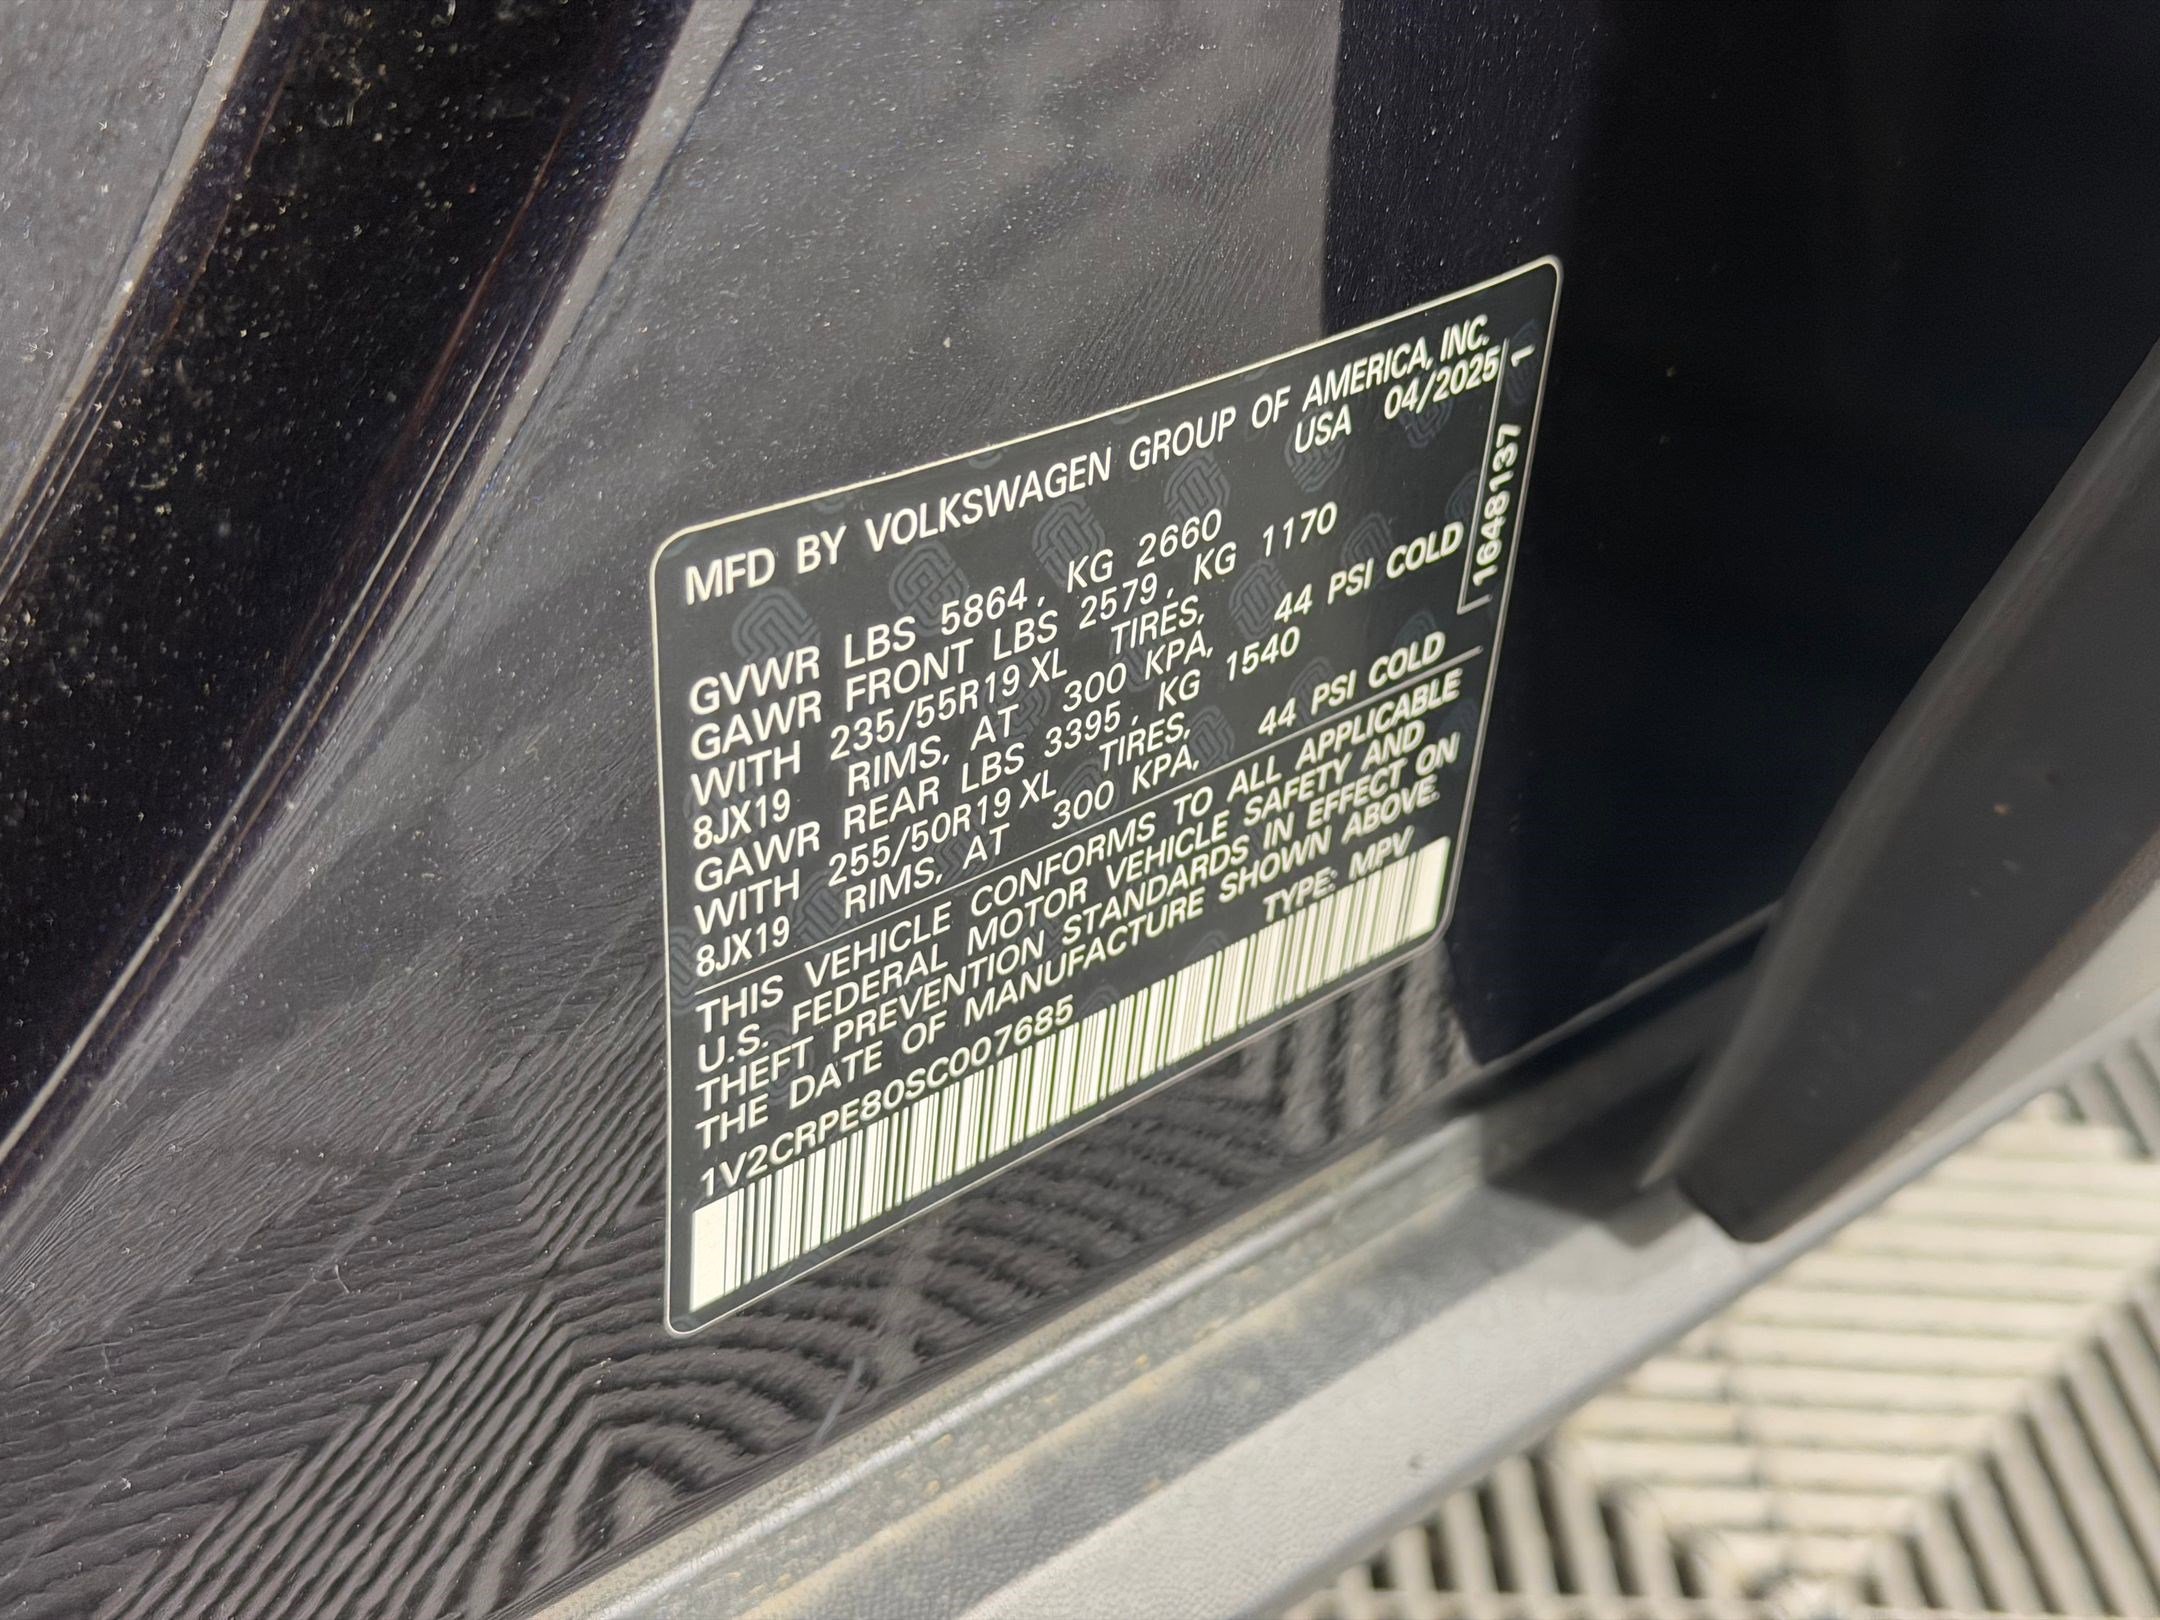 MFD BY VOLKSWAGEN GROUP OF AMERICA, INC.
USA 04/2025
GVWR LBS 5864, KG 2660
GAWR FRONT LBS 2579, KG 1170
WITH 235/55R19 XL TIRES,
8JX19 RIMS, AT 300 KPA, 44 PSI COLD
GAWR REAR LBS 3395, KG 1540
WITH 255/50R19 XL TIRES,
8JX19 RIMS, AT 300 KPA, 44 PSI COLD
THIS VEHICLE CONFORMS TO ALL APPLICABLE
U.S. FEDERAL MOTOR VEHICLE SAFETY AND
THEFT PREVENTION STANDARDS IN EFFECT ON
THE DATE OF MANUFACTURE SHOWN ABOVE.
1V2CRPE80SC007685 TYPE: MPV
1648137 1